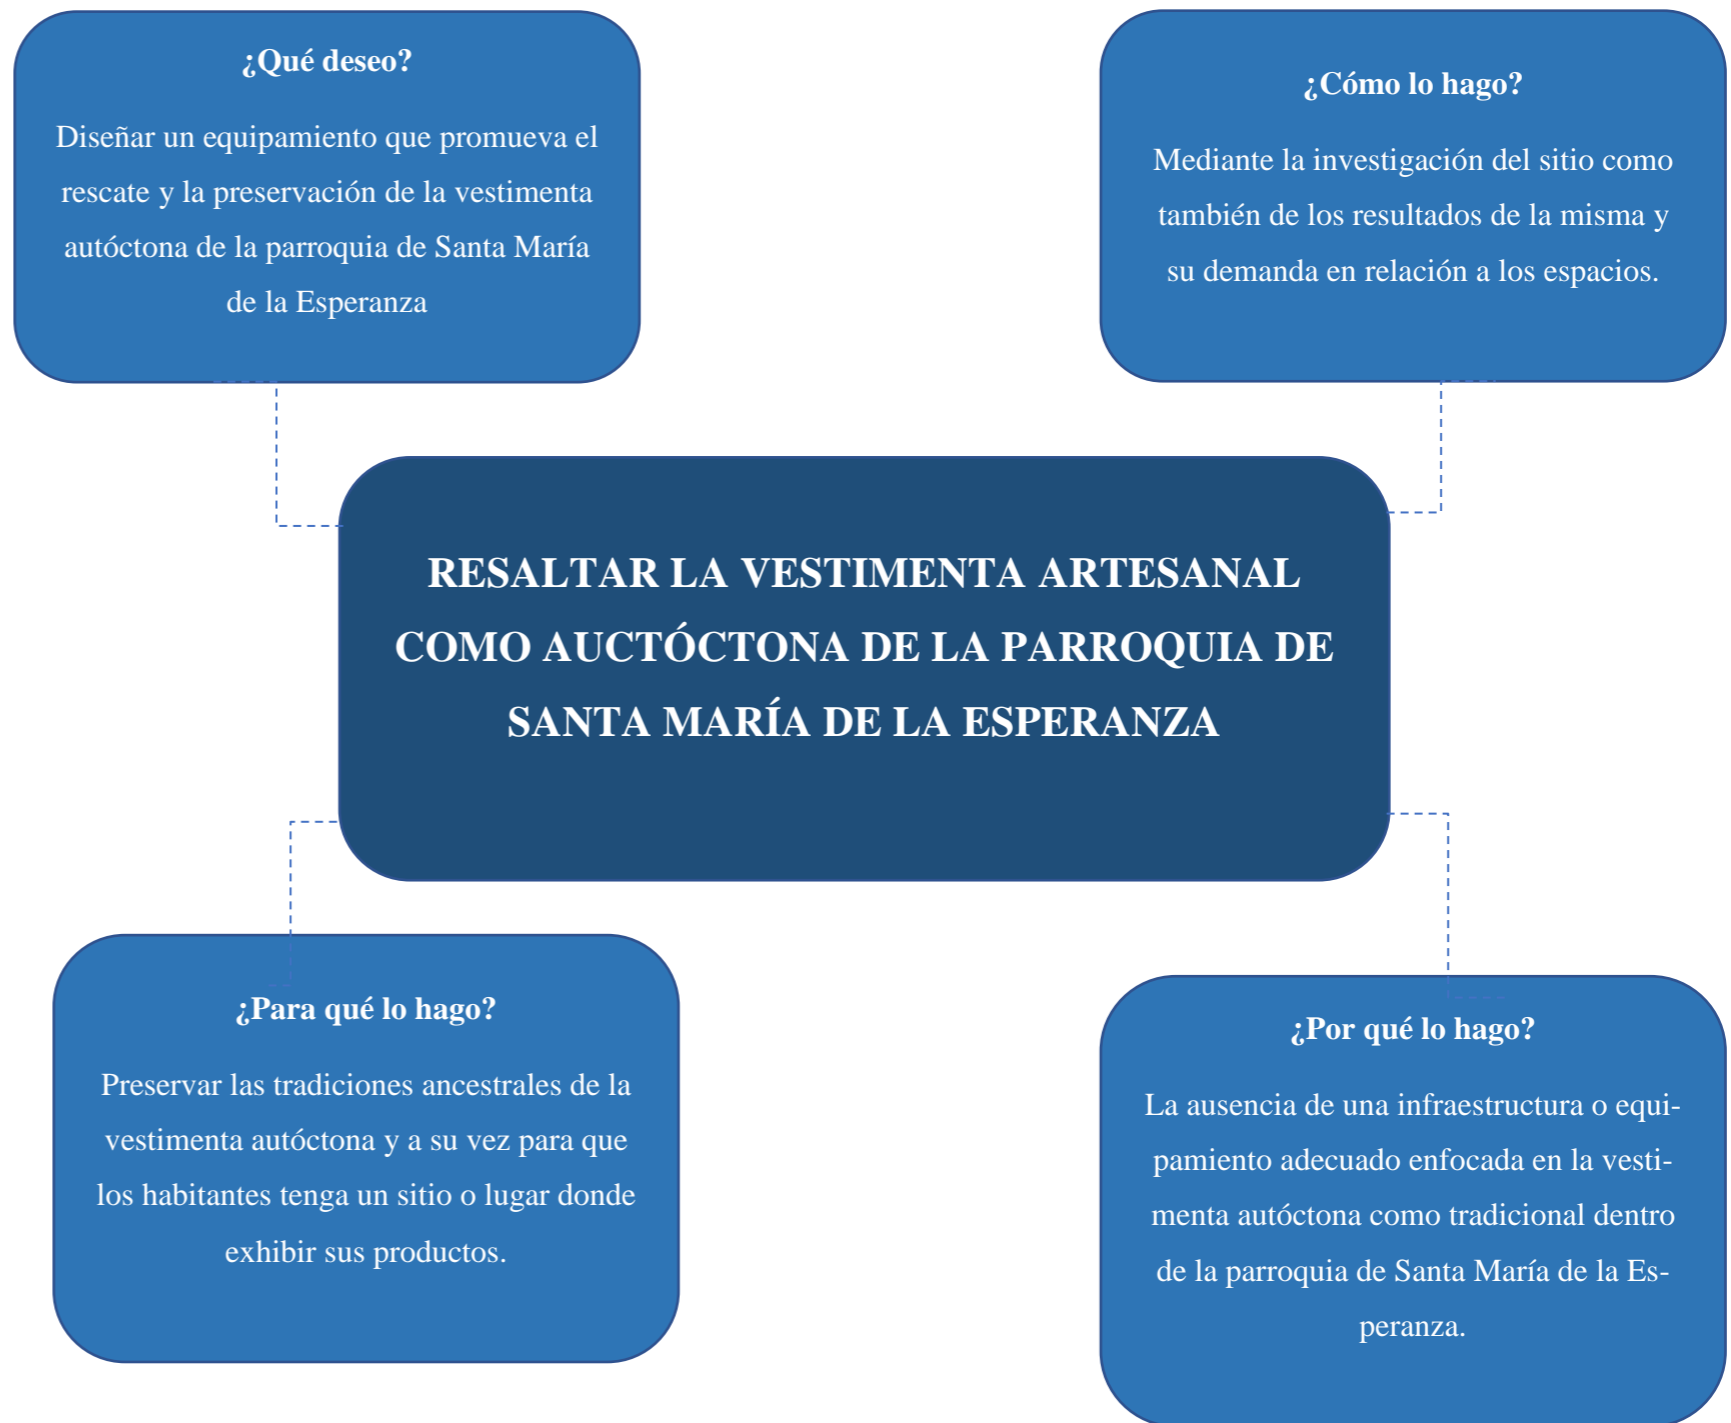 ¿Qué deseo?
Diseñar un equipamiento que promueva el
rescate y la preservación de la vestimenta
autóctona de la parroquia de Santa María
de la Esperanza
¿Cómo lo hago?
Mediante la investigación del sitio como
también de los resultados de la misma y
su demanda en relación a los espacios.
RESALTAR LA VESTIMENTA ARTESANAL
COMO AUCTÓCTONA DE LA PARROQUIA DE
SANTA MARÍA DE LA ESPERANZA
¿Para qué lo hago?
Preservar las tradiciones ancestrales de la
vestimenta autóctona y a su vez para que
los habitantes tenga un sitio o lugar donde
exhibir sus productos.
¿Por qué lo hago?
La ausencia de una infraestructura o equi-
pamiento adecuado enfocada en la vesti-
menta autóctona como tradicional dentro
de la parroquia de Santa María de la Es-
peranza.